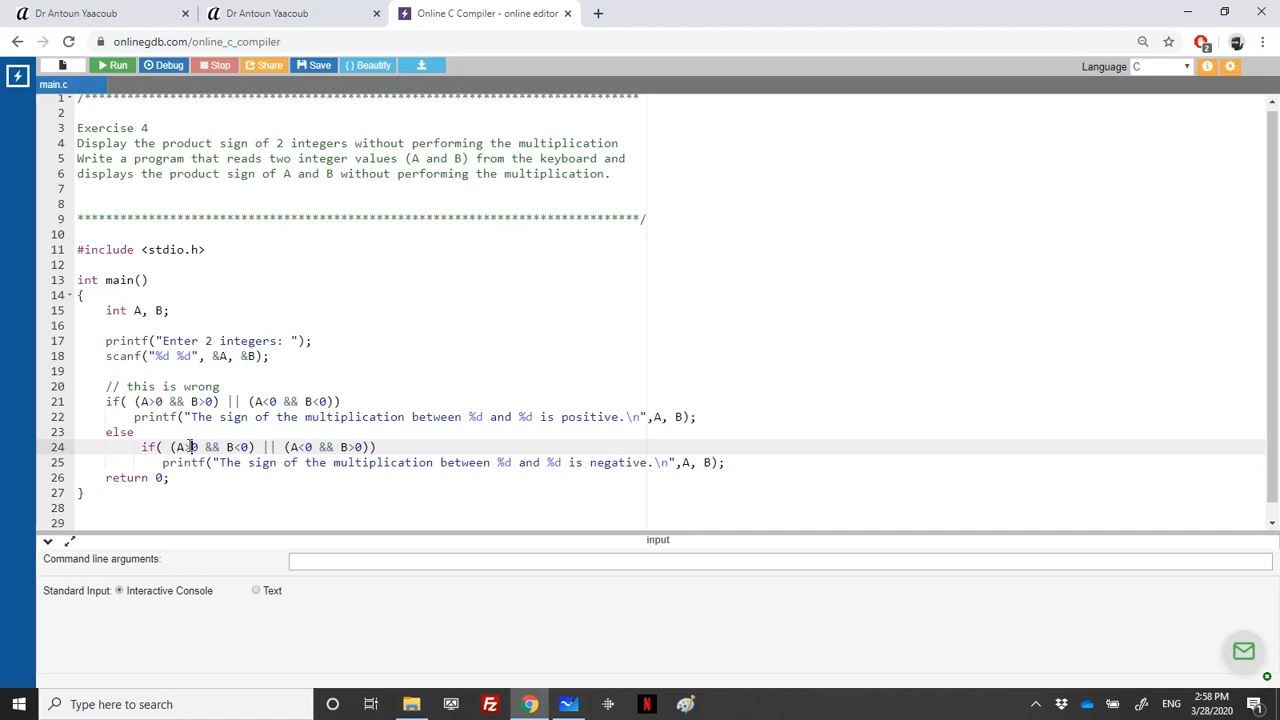 Dr Antoun Yaacoub
Dr Antoun Yaacoub
Online C Compiler - online editor
onlinegdb.com/online_c_compiler
2
Run Debug Stop Share Save { } Beautify Language C
main.c
1 /******************************************************************************
2
3 Exercise 4
4 Display the product sign of 2 integers without performing the multiplication
5 Write a program that reads two integer values (A and B) from the keyboard and
6 displays the product sign of A and B without performing the multiplication.
7
8
9 *******************************************************************************/
10
11 #include <stdio.h>
12
13 int main()
14 {
15 int A, B;
16
17 printf("Enter 2 integers: ");
18 scanf("%d %d", &A, &B);
19
20 // this is wrong
21 if( (A>0 && B>0) || (A<0 && B<0))
22 printf("The sign of the multiplication between %d and %d is positive.\n",A, B);
23 else
24 if( (A>0 && B<0) || (A<0 && B>0))
25 printf("The sign of the multiplication between %d and %d is negative.\n",A, B);
26 return 0;
27 }
28
29
input
Command line arguments:
Standard Input: Interactive Console Text
Type here to search
ENG
2:58 PM
3/28/2020
1